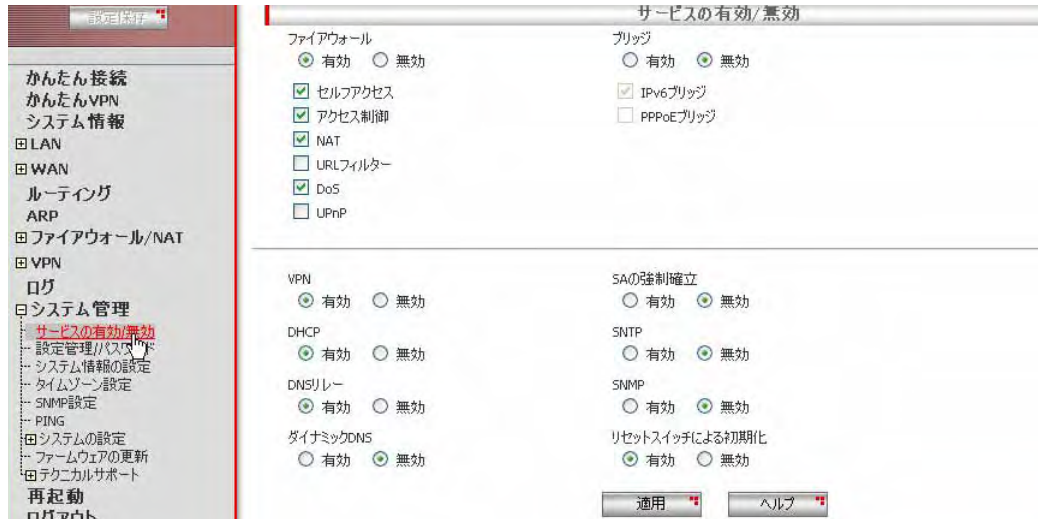 設定保存
かんたん接続
かんたんVPN
システム情報
LAN
WAN
ルーティング
ARP
ファイアウォール/NAT
VPN
ログ
システム管理
サービスの有効/無効
設定管理/パスワード
システム情報の設定
タイムゾーン設定
SNMP設定
PING
システムの設定
ファームウェアの更新
テクニカルサポート
再起動
ログアウト
サービスの有効/無効
ファイアウォール
有効 無効
セルフアクセス
アクセス制御
NAT
URLフィルター
DoS
UPnP
ブリッジ
有効 無効
IPv6ブリッジ
PPPoEブリッジ
VPN
有効 無効
SAの強制確立
有効 無効
DHCP
有効 無効
SNTP
有効 無効
DNSリレー
有効 無効
SNMP
有効 無効
ダイナミックDNS
有効 無効
リセットスイッチによる初期化
有効 無効
適用 ヘルプ